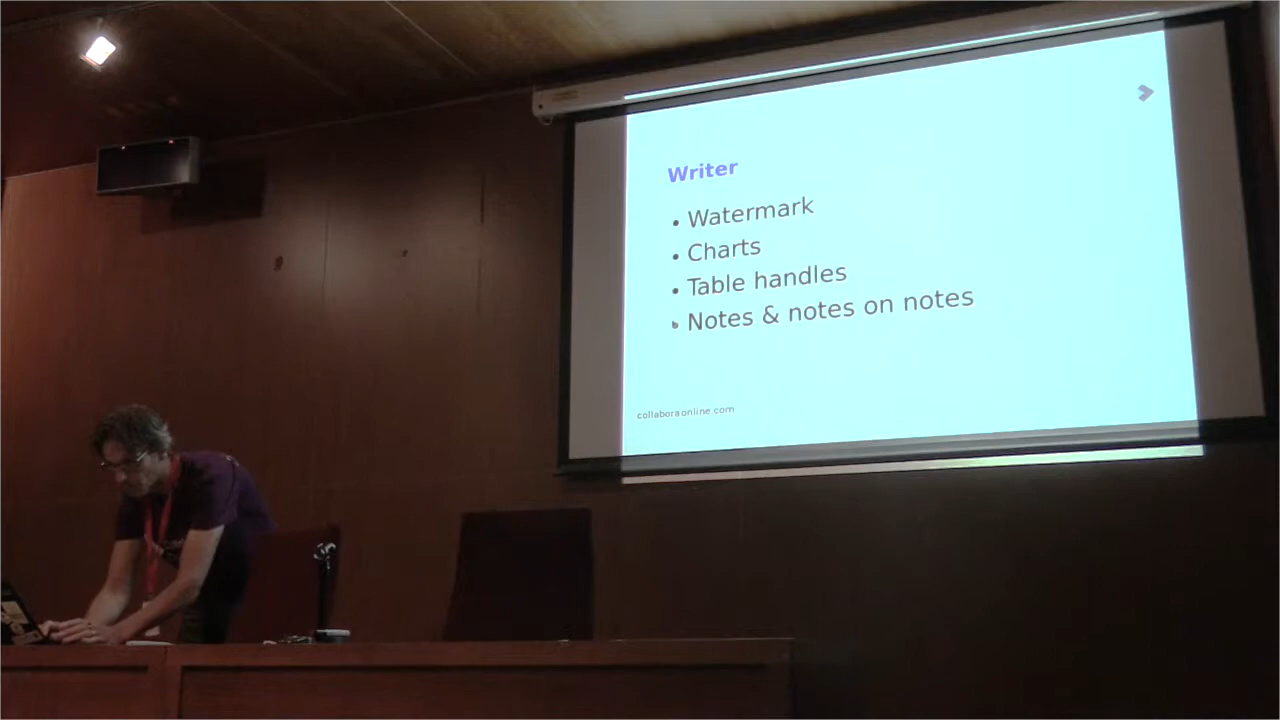 Writer
• Watermark
• Charts
• Table handles
• Notes & notes on notes
collaboraonline.com